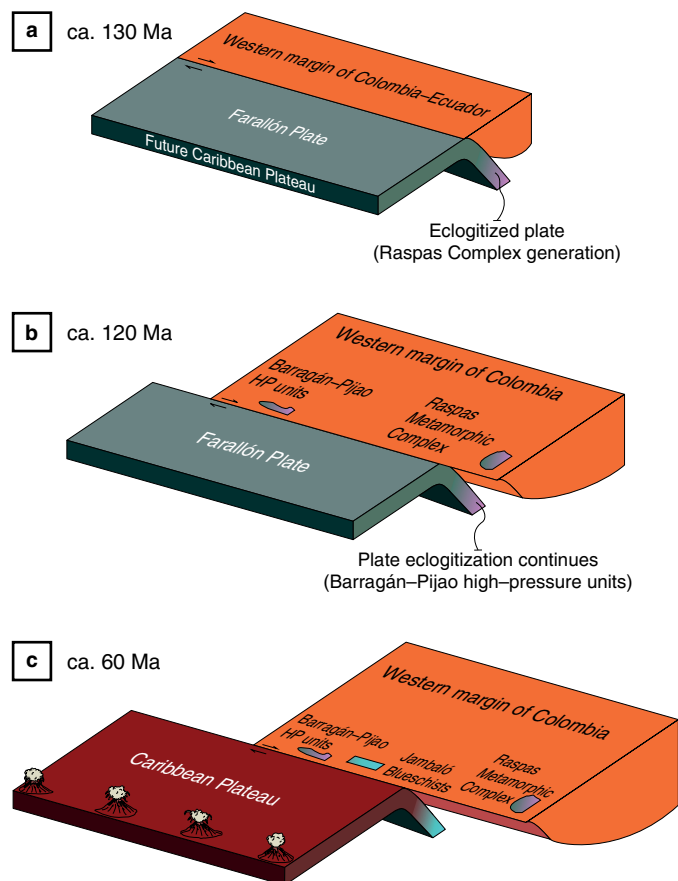 a
ca. 130 Ma
Western margin of Colombia–Ecuador
Farallón Plate
Future Caribbean Plateau
Eclogitized plate
(Raspas Complex generation)
b
ca. 120 Ma
Western margin of Colombia
Barragán–Pijao
HP units
Raspas
Metamorphic
Complex
Farallón Plate
Plate eclogitization continues
(Barragán–Pijao high–pressure units)
c
ca. 60 Ma
Western margin of Colombia
Barragán–Pijao
HP units
Jambaló
Blueschists
Raspas
Metamorphic
Complex
Caribbean Plateau